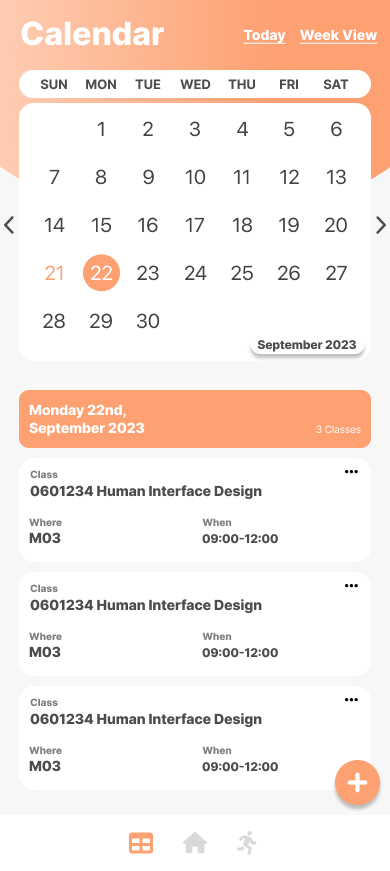 Calendar
Today Week View
SUN MON TUE WED THU FRI SAT
1 2 3 4 5 6
7 8 9 10 11 12 13
14 15 16 17 18 19 20
21 22 23 24 25 26 27
28 29 30
September 2023
Monday 22nd,
September 2023
3 Classes
Class
0601234 Human Interface Design
Where When
M03 09:00-12:00
Class
0601234 Human Interface Design
Where When
M03 09:00-12:00
Class
0601234 Human Interface Design
Where When
M03 09:00-12:00